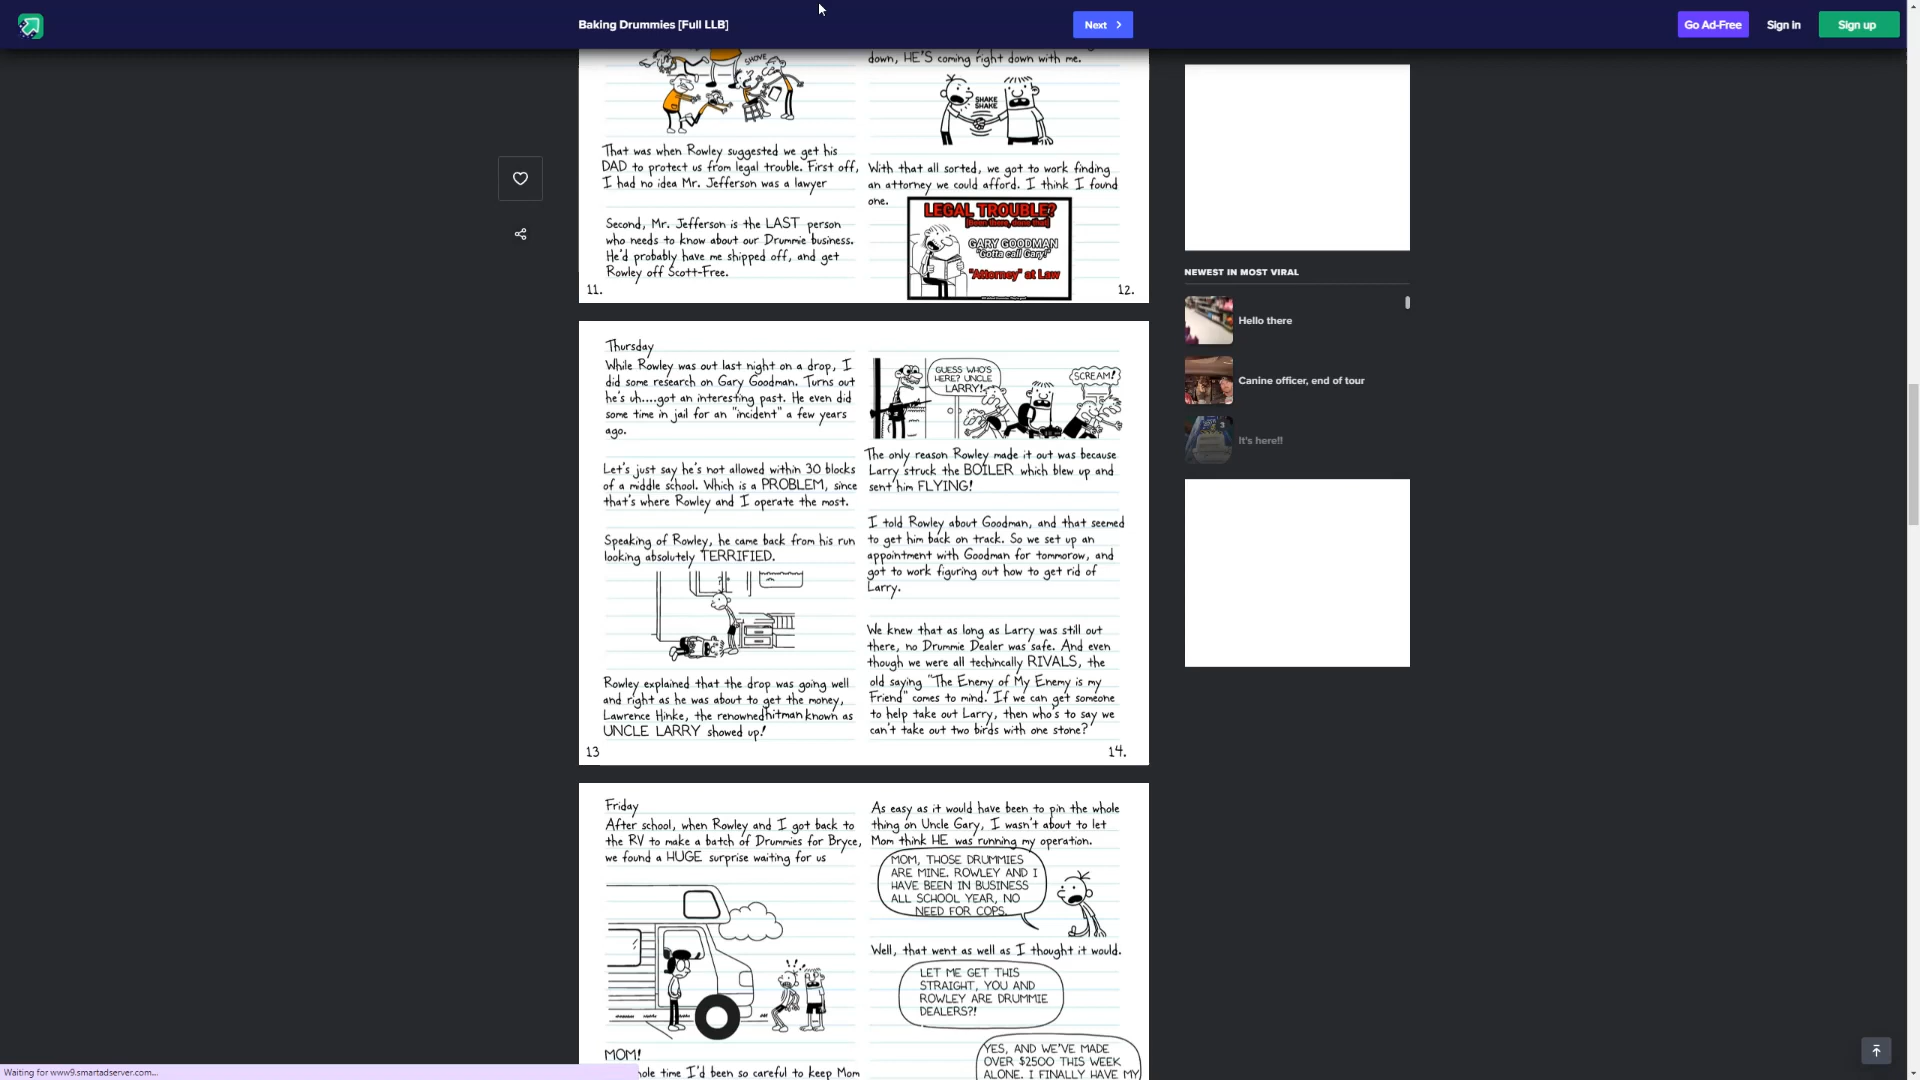 Baking Drummies [Full LLB]
Next
Go Ad-Free
Sign in
Sign up
SHOVE
That was when Rowley suggested we get his
DAD to protect us from legal trouble. First off,
I had no idea Mr. Jefferson was a lawyer
Second, Mr. Jefferson is the LAST person
who needs to know about our Drummie business.
He'd probably have me shipped off, and get
Rowley off Scott-Free.
11.
down, HE'S coming right down with me.
SHAKE
SHAKE
With that all sorted, we got to work finding
an attorney we could afford. I think I found
one.
LEGAL TROUBLE?
[Been there, done that]
GARY GOODMAN
"Gotta call Gary!"
"Attorney" at Law
12.
Thursday
While Rowley was out last night on a drop, I
did some research on Gary Goodman. Turns out
he's uh....got an interesting past. He even did
some time in jail for an "incident" a few years
ago.
Let's just say he's not allowed within 30 blocks
of a middle school. Which is a PROBLEM, since
that's where Rowley and I operate the most.
Speaking of Rowley, he came back from his run
looking absolutely TERRIFIED.
Rowley explained that the drop was going well
and right as he was about to get the money,
Lawrence Hinke, the renowned hitman known as
UNCLE LARRY showed up!
13
GUESS WHO'S
HERE? UNCLE
LARRY!
SCREAM!
The only reason Rowley made it out was because
Larry struck the BOILER which blew up and
sent him FLYING!
I told Rowley about Goodman, and that seemed
to get him back on track. So we set up an
appointment with Goodman for tommorow, and
got to work figuring out how to get rid of
Larry.
We knew that as long as Larry was still out
there, no Drummie Dealer was safe. And even
though we were all techincally RIVALS, the
old saying "The Enemy of My Enemy is my
Friend" comes to mind. If we can get someone
to help take out Larry, then who's to say we
can't take out two birds with one stone?
14.
Friday
After school, when Rowley and I got back to
the RV to make a batch of Drummies for Bryce,
we found a HUGE surprise waiting for us
!!
MOM!
hole time I'd been so careful to keep Mom
As easy as it would have been to pin the whole
thing on Uncle Gary, I wasn't about to let
Mom think HE was running my operation.
MOM, THOSE DRUMMIES
ARE MINE. ROWLEY AND I
HAVE BEEN IN BUSINESS
ALL SCHOOL YEAR, NO
NEED FOR COPS.
Well, that went as well as I thought it would.
LET ME GET THIS
STRAIGHT, YOU AND
ROWLEY ARE DRUMMIE
DEALERS?!
YES, AND WE'VE MADE
OVER $2500 THIS WEEK
ALONE. I FINALLY HAVE MY
NEWEST IN MOST VIRAL
Hello there
Canine officer, end of tour
It's here!!
Waiting for www9.smartadserver.com...